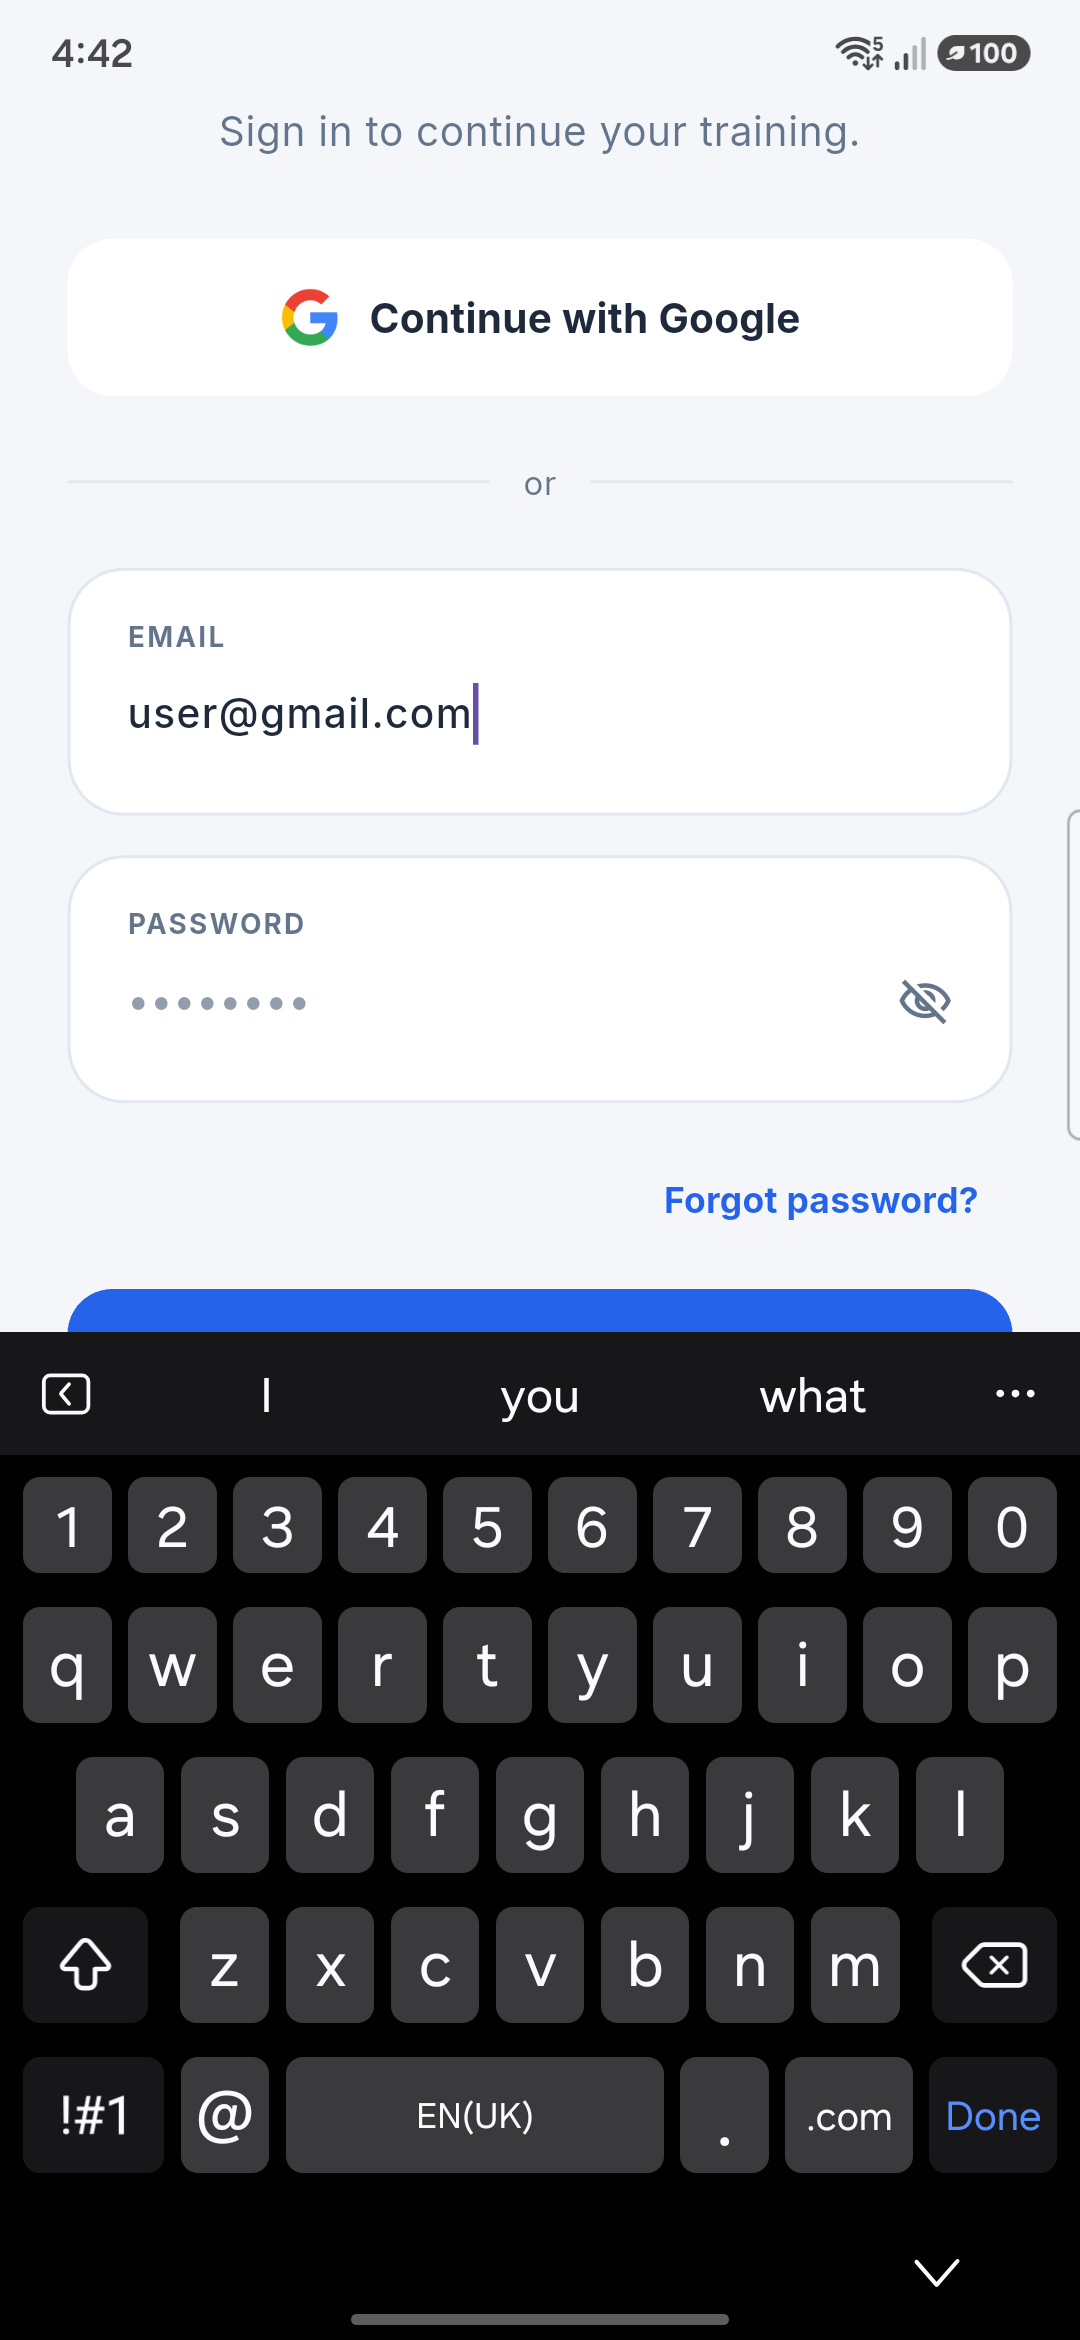 4:42
5
100
Sign in to continue your training.
Continue with Google
or
EMAIL
user@gmail.com
PASSWORD
••••••••
Forgot password?
I you what
1 2 3 4 5 6 7 8 9 0
q w e r t y u i o p
a s d f g h j k l
z x c v b n m
!#1 @ EN(UK) . .com Done